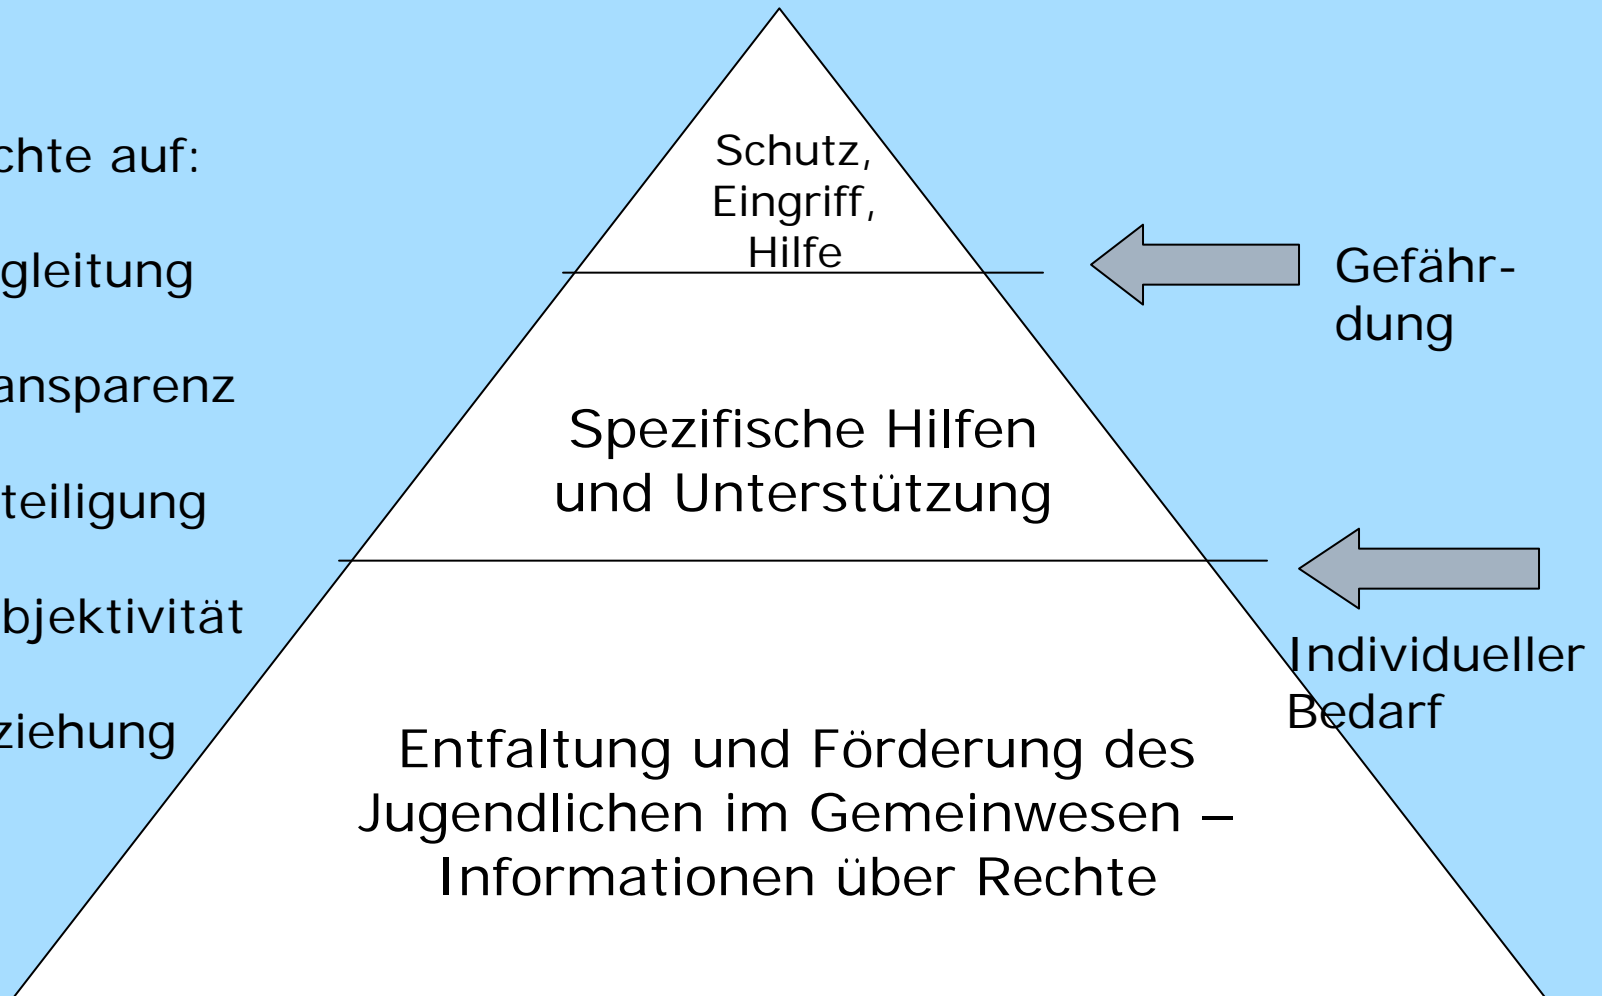 chte auf:
gleitung
ansparenz
teiligung
bjektivität
ziehung
Schutz,
Eingriff,
Hilfe
Spezifische Hilfen
und Unterstützung
Entfaltung und Förderung des
Jugendlichen im Gemeinwesen –
Informationen über Rechte
Gefähr-
dung
Individueller
Bedarf